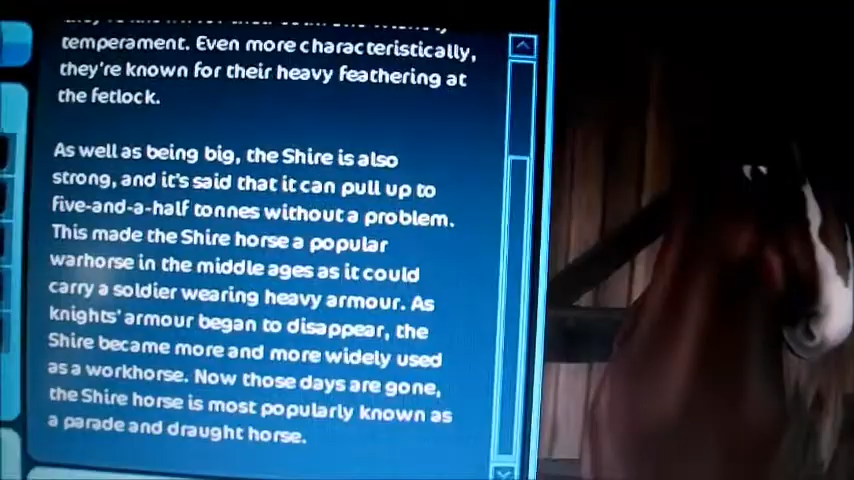 temperament. Even more characteristically,
they're known for their heavy feathering at
the fetlock.
As well as being big, the Shire is also
strong, and it's said that it can pull up to
five-and-a-half tonnes without a problem.
This made the Shire horse a popular
warhorse in the middle ages as it could
carry a soldier wearing heavy armour. As
knights' armour began to disappear, the
Shire became more and more widely used
as a workhorse. Now those days are gone,
the Shire horse is most popularly known as
a parade and draught horse.